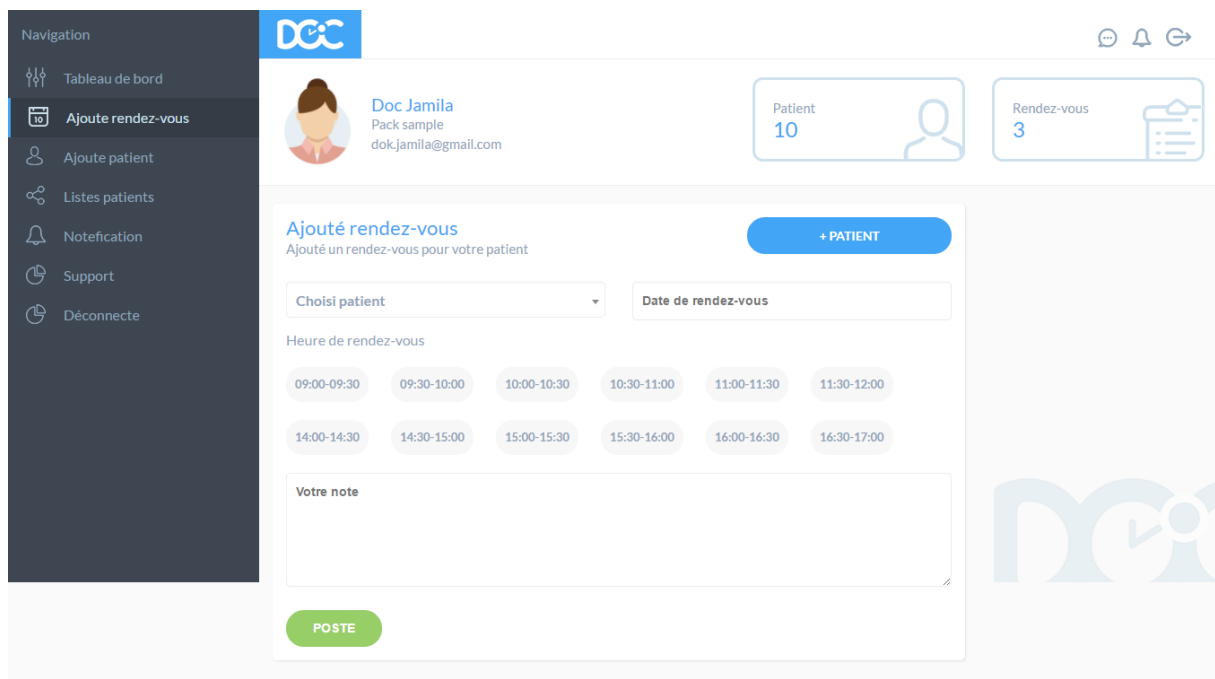 Navigation
Tableau de bord
10
Ajoute rendez-vous
Ajoute patient
Listes patients
Notefication
Support
Déconnecte
DOC
Doc Jamila
Pack sample
dok.jamila@gmail.com
Patient
10
Rendez-vous
3
Ajouté rendez-vous
Ajouté un rendez-vous pour votre patient
+ PATIENT
Choisi patient
Date de rendez-vous
Heure de rendez-vous
09:00-09:30 09:30-10:00 10:00-10:30 10:30-11:00 11:00-11:30 11:30-12:00
14:00-14:30 14:30-15:00 15:00-15:30 15:30-16:00 16:00-16:30 16:30-17:00
Votre note
POSTE